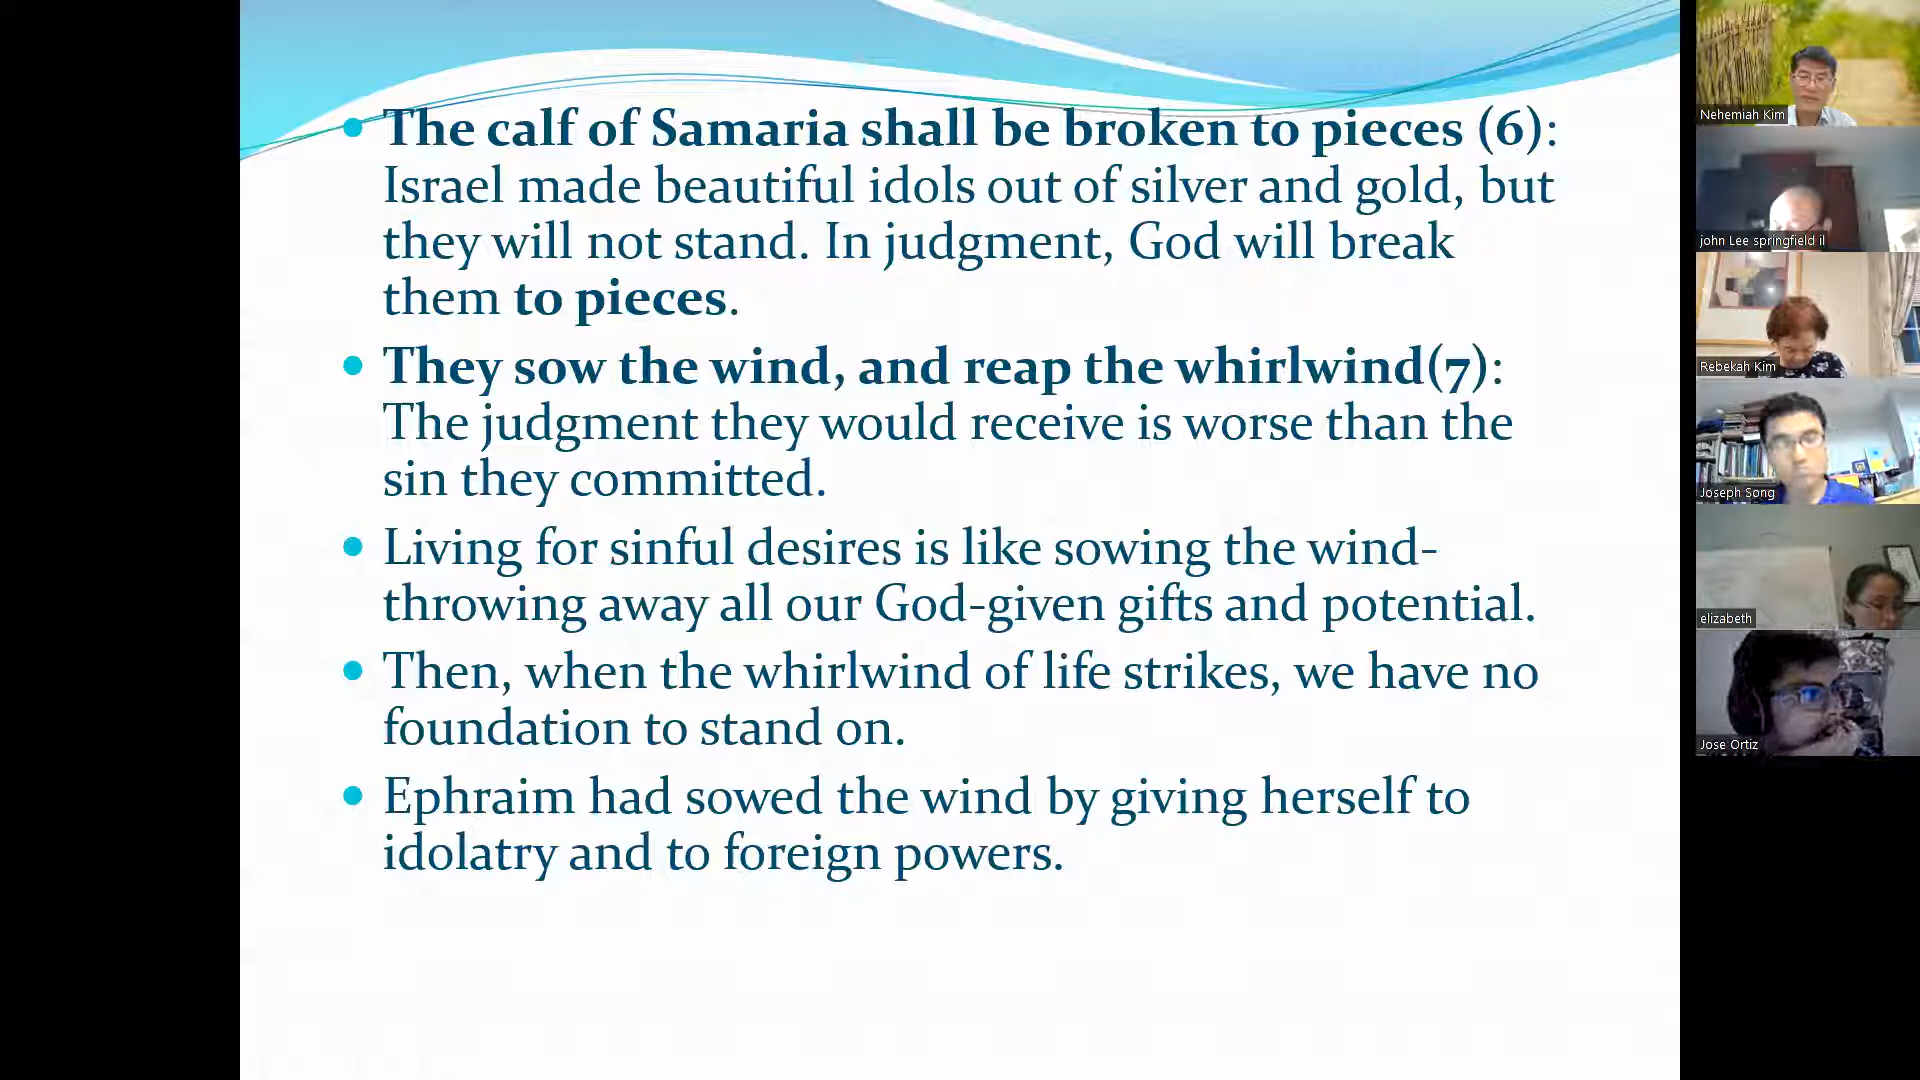 The calf of Samaria shall be broken to pieces (6):
Israel made beautiful idols out of silver and gold, but
they will not stand. In judgment, God will break
them to pieces.
They sow the wind, and reap the whirlwind(7):
The judgment they would receive is worse than the
sin they committed.
Living for sinful desires is like sowing the wind-
throwing away all our God-given gifts and potential.
Then, when the whirlwind of life strikes, we have no
foundation to stand on.
Ephraim had sowed the wind by giving herself to
idolatry and to foreign powers.
Nehemiah Kim
john Lee springfield il
Rebekah Kim
Joseph Song
elizabeth
Jose Ortiz